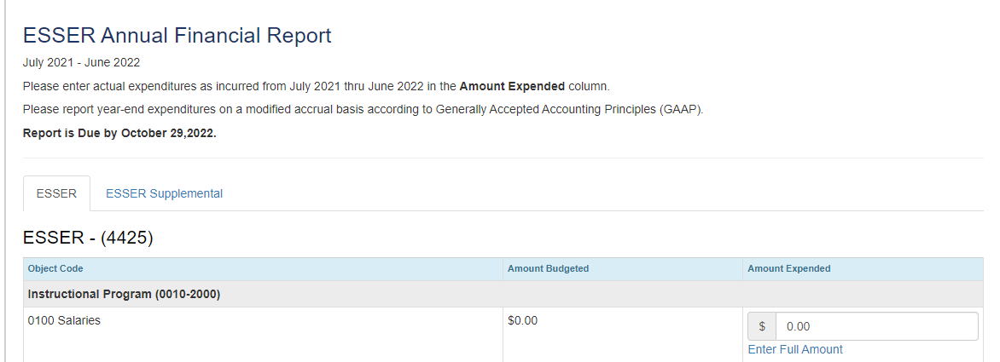 ESSER Annual Financial Report
July 2021 - June 2022
Please enter actual expenditures as incurred from July 2021 thru June 2022 in the Amount Expended column.
Please report year-end expenditures on a modified accrual basis according to Generally Accepted Accounting Principles (GAAP).
Report is Due by October 29,2022.
ESSER ESSER Supplemental
ESSER - (4425)
Object Code Amount Budgeted Amount Expended
Instructional Program (0010-2000)
0100 Salaries $0.00 $ 0.00
Enter Full Amount